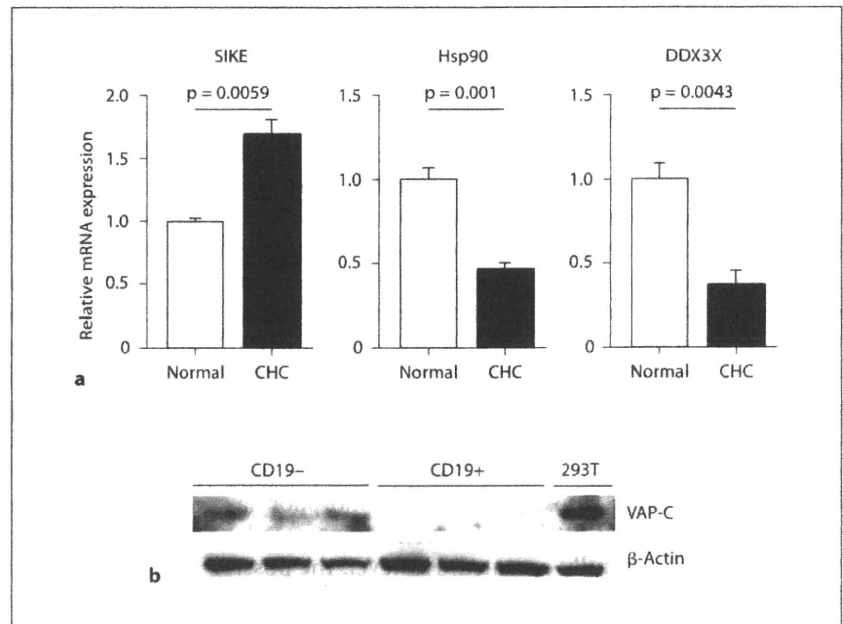 SIKE Hsp90 DDX3X
p = 0.0059 p = 0.001 p = 0.0043
Relative mRNA expression
2.0
1.5
1.0
0.5
0
1.5
1.0
0.5
0
1.5
1.0
0.5
0
Normal CHC Normal CHC Normal CHC
a
CD19– CD19+ 293T
VAP-C
β-Actin
b